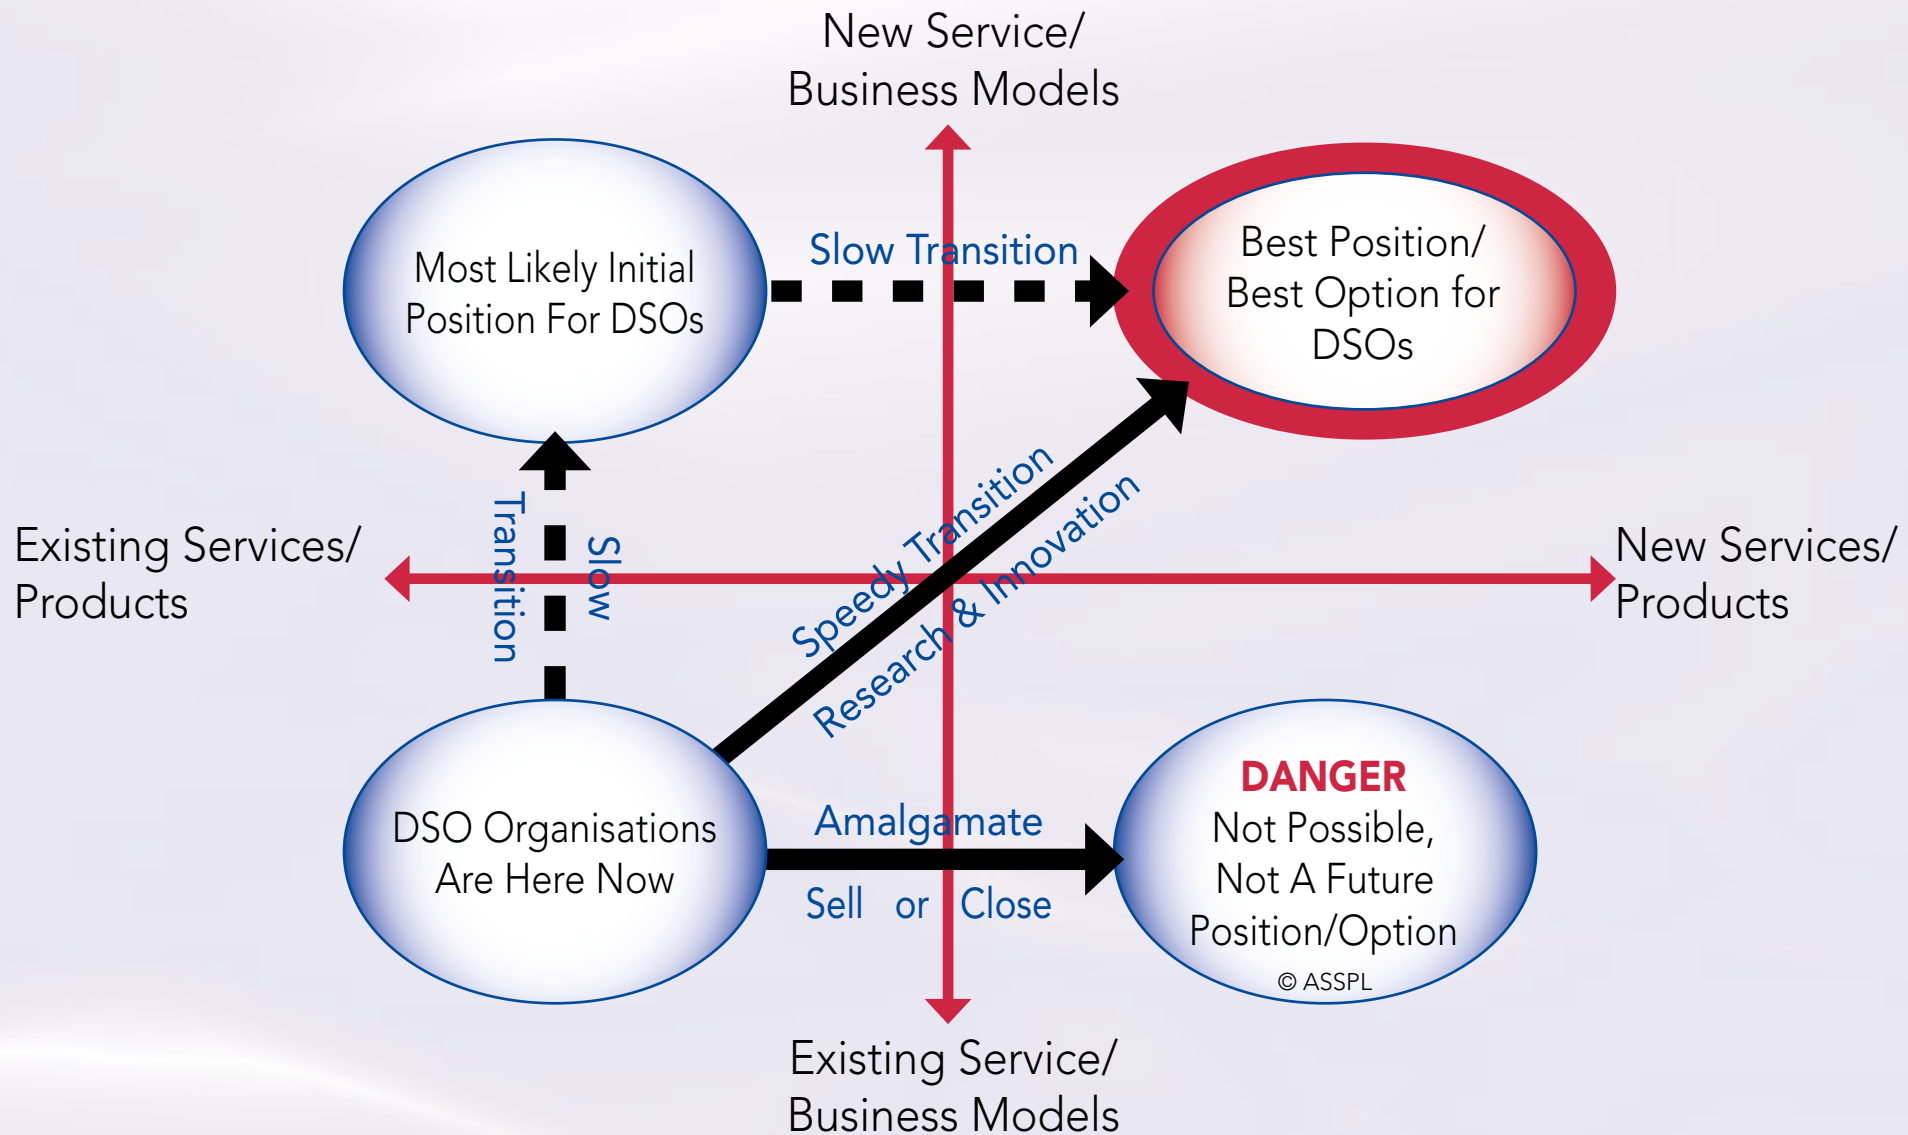 New Service/
Business Models
Most Likely Initial
Position For DSOs
Slow Transition
Best Position/
Best Option for
DSOs
Existing Services/
Products
Slow
Transition
Speedy Transition
Research & Innovation
New Services/
Products
DSO Organisations
Are Here Now
Amalgamate
Sell or Close
DANGER
Not Possible,
Not A Future
Position/Option
© ASSPL
Existing Service/
Business Models